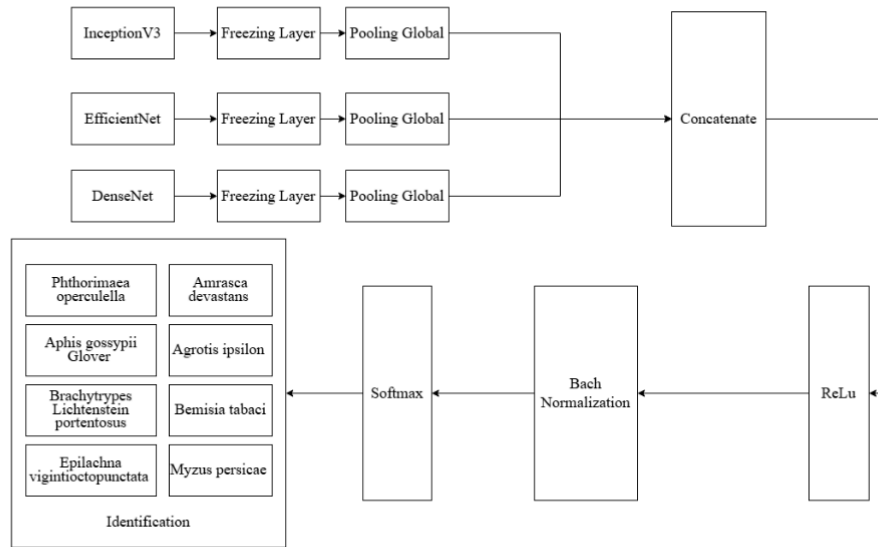 InceptionV3
Freezing Layer
Pooling Global
EfficientNet
Freezing Layer
Pooling Global
Concatenate
DenseNet
Freezing Layer
Pooling Global
Phthorimaea
operculella
Amrasca
devastans
Aphis gossypii
Glover
Agrotis ipsilon
Brachytrypes
Lichtenstein
portentosus
Bemisia tabaci
Epilachna
vigintioctopunctata
Myzus persicae
Identification
Softmax
Bach
Normalization
ReLu